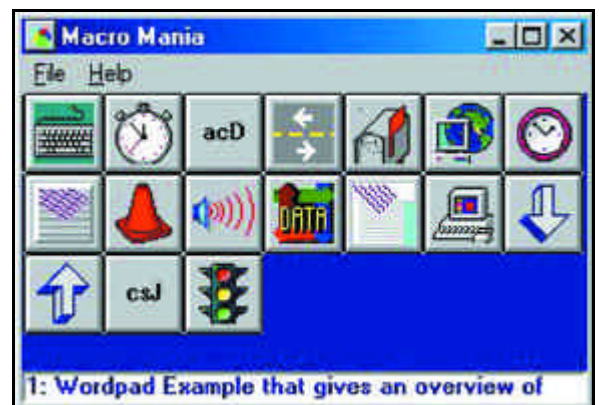 Macro Mania
File Help
acD
DATA
csJ
1: Wordpad Example that gives an overview of